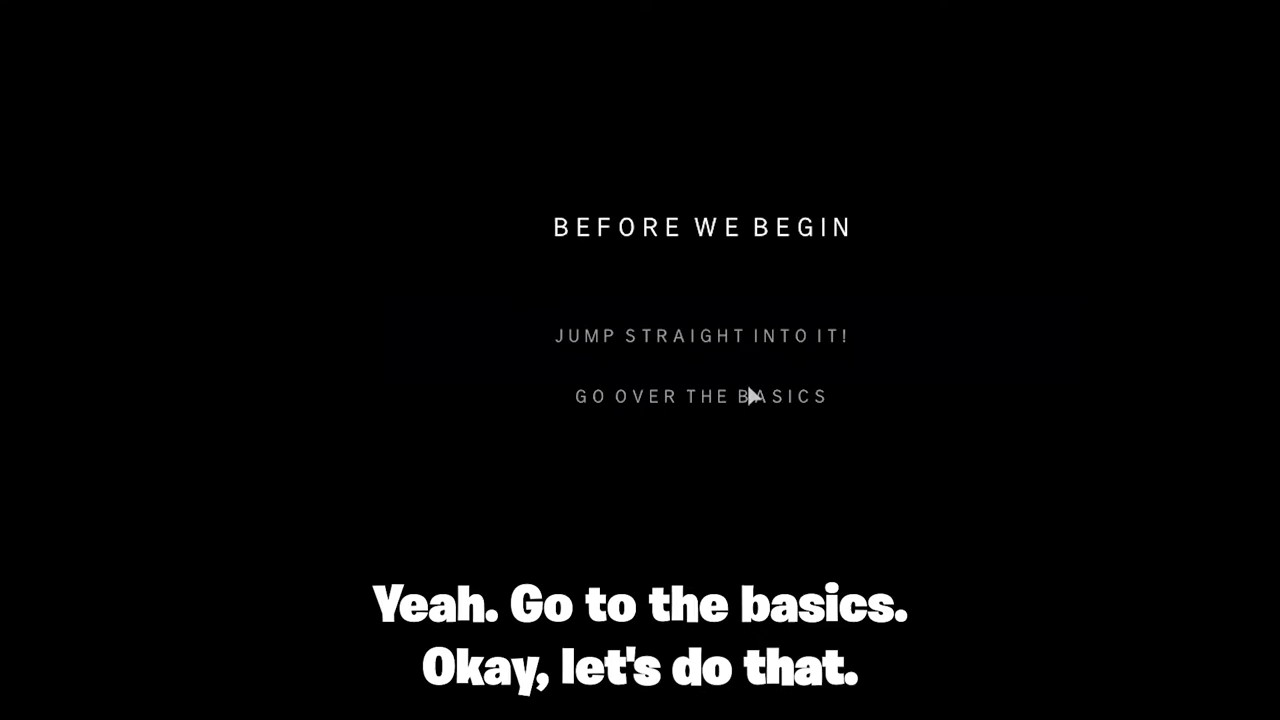 BEFORE WE BEGIN
JUMP STRAIGHT INTO IT!
GO OVER THE BASICS
Yeah. Go to the basics.
Okay, let's do that.